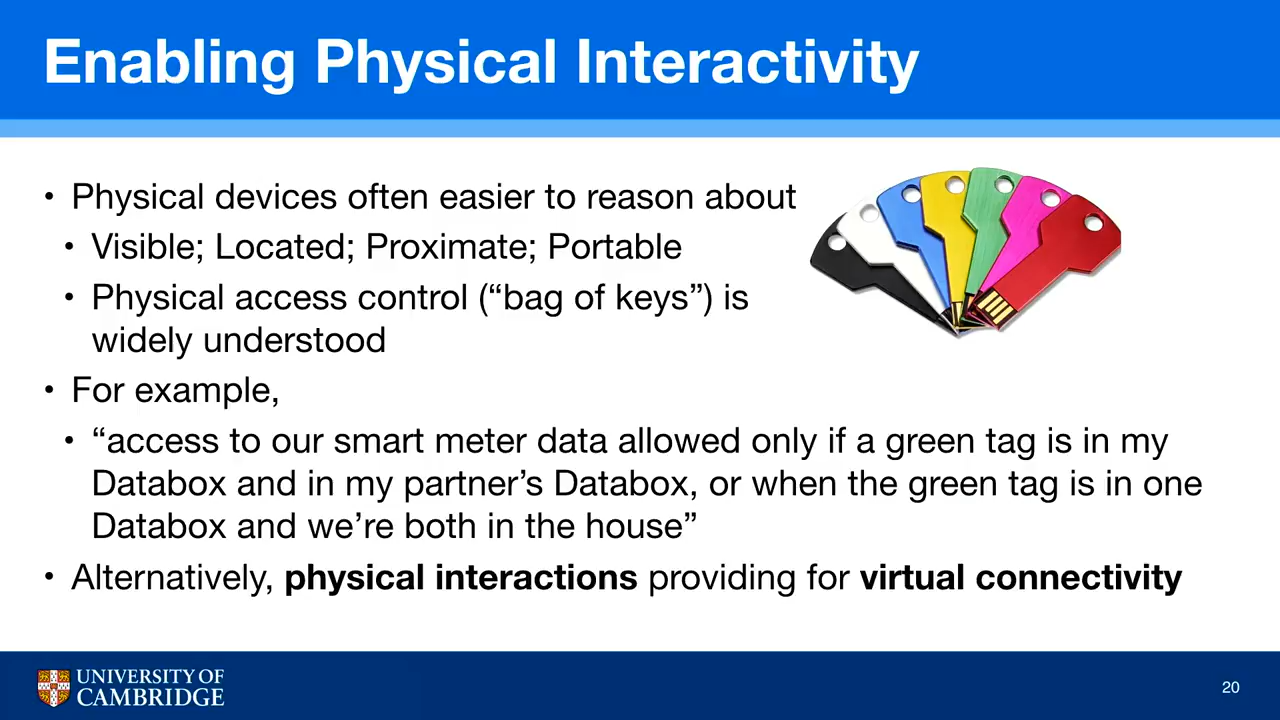 Enabling Physical Interactivity
• Physical devices often easier to reason about
• Visible; Located; Proximate; Portable
• Physical access control (“bag of keys”) is
widely understood
• For example,
• “access to our smart meter data allowed only if a green tag is in my
Databox and in my partner’s Databox, or when the green tag is in one
Databox and we’re both in the house”
• Alternatively, physical interactions providing for virtual connectivity
UNIVERSITY OF
CAMBRIDGE
20